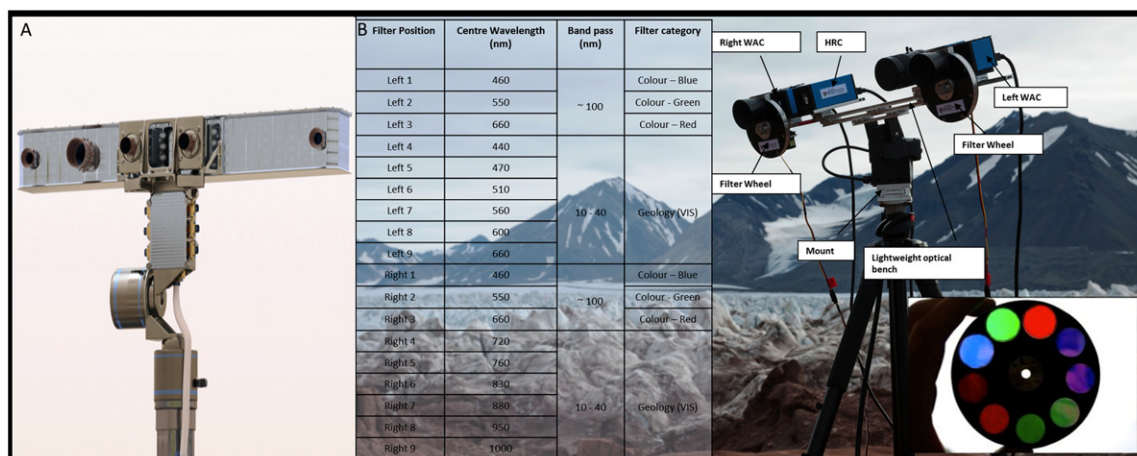 A
B
Filter Position Centre Wavelength (nm) Band pass (nm) Filter category
Left 1 460 ~ 100 Colour – Blue
Left 2 550 Colour - Green
Left 3 660 Colour – Red
Left 4 440 10 - 40 Geology (VIS)
Left 5 470
Left 6 510
Left 7 560
Left 8 600
Left 9 660
Right 1 460 ~ 100 Colour – Blue
Right 2 550 Colour - Green
Right 3 660 Colour – Red
Right 4 720 10 - 40 Geology (VIS)
Right 5 760
Right 6 830
Right 7 880
Right 8 950
Right 9 1000
Right WAC
HRC
Left WAC
Filter Wheel
Filter Wheel
Mount
Lightweight optical
bench